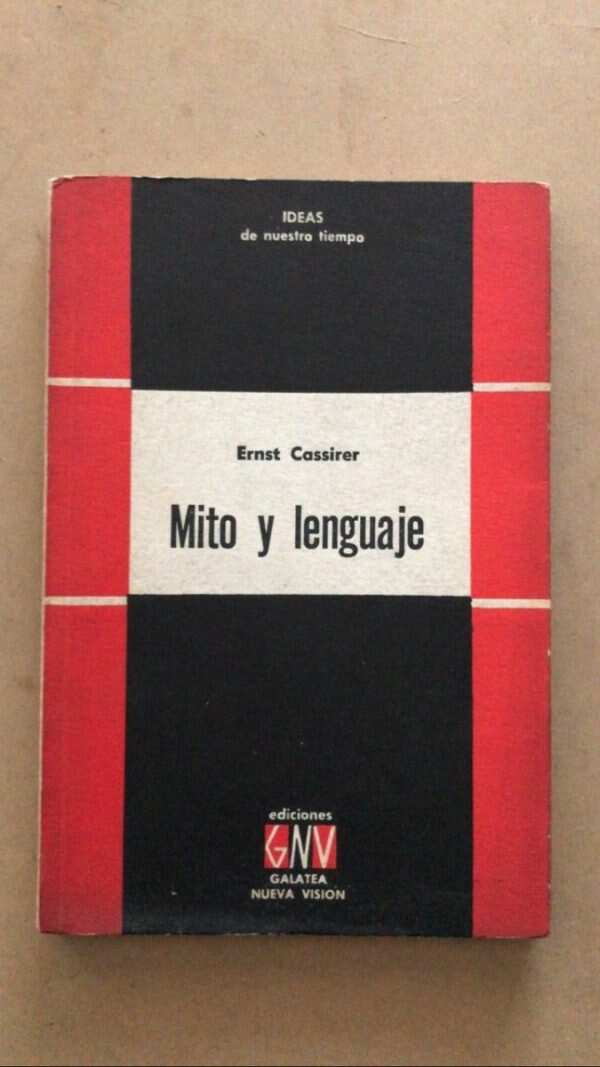 IDEAS
de nuestro tiempo
Ernst Cassirer
Mito y lenguaje
ediciones
GNV
GALATEA
NUEVA VISION